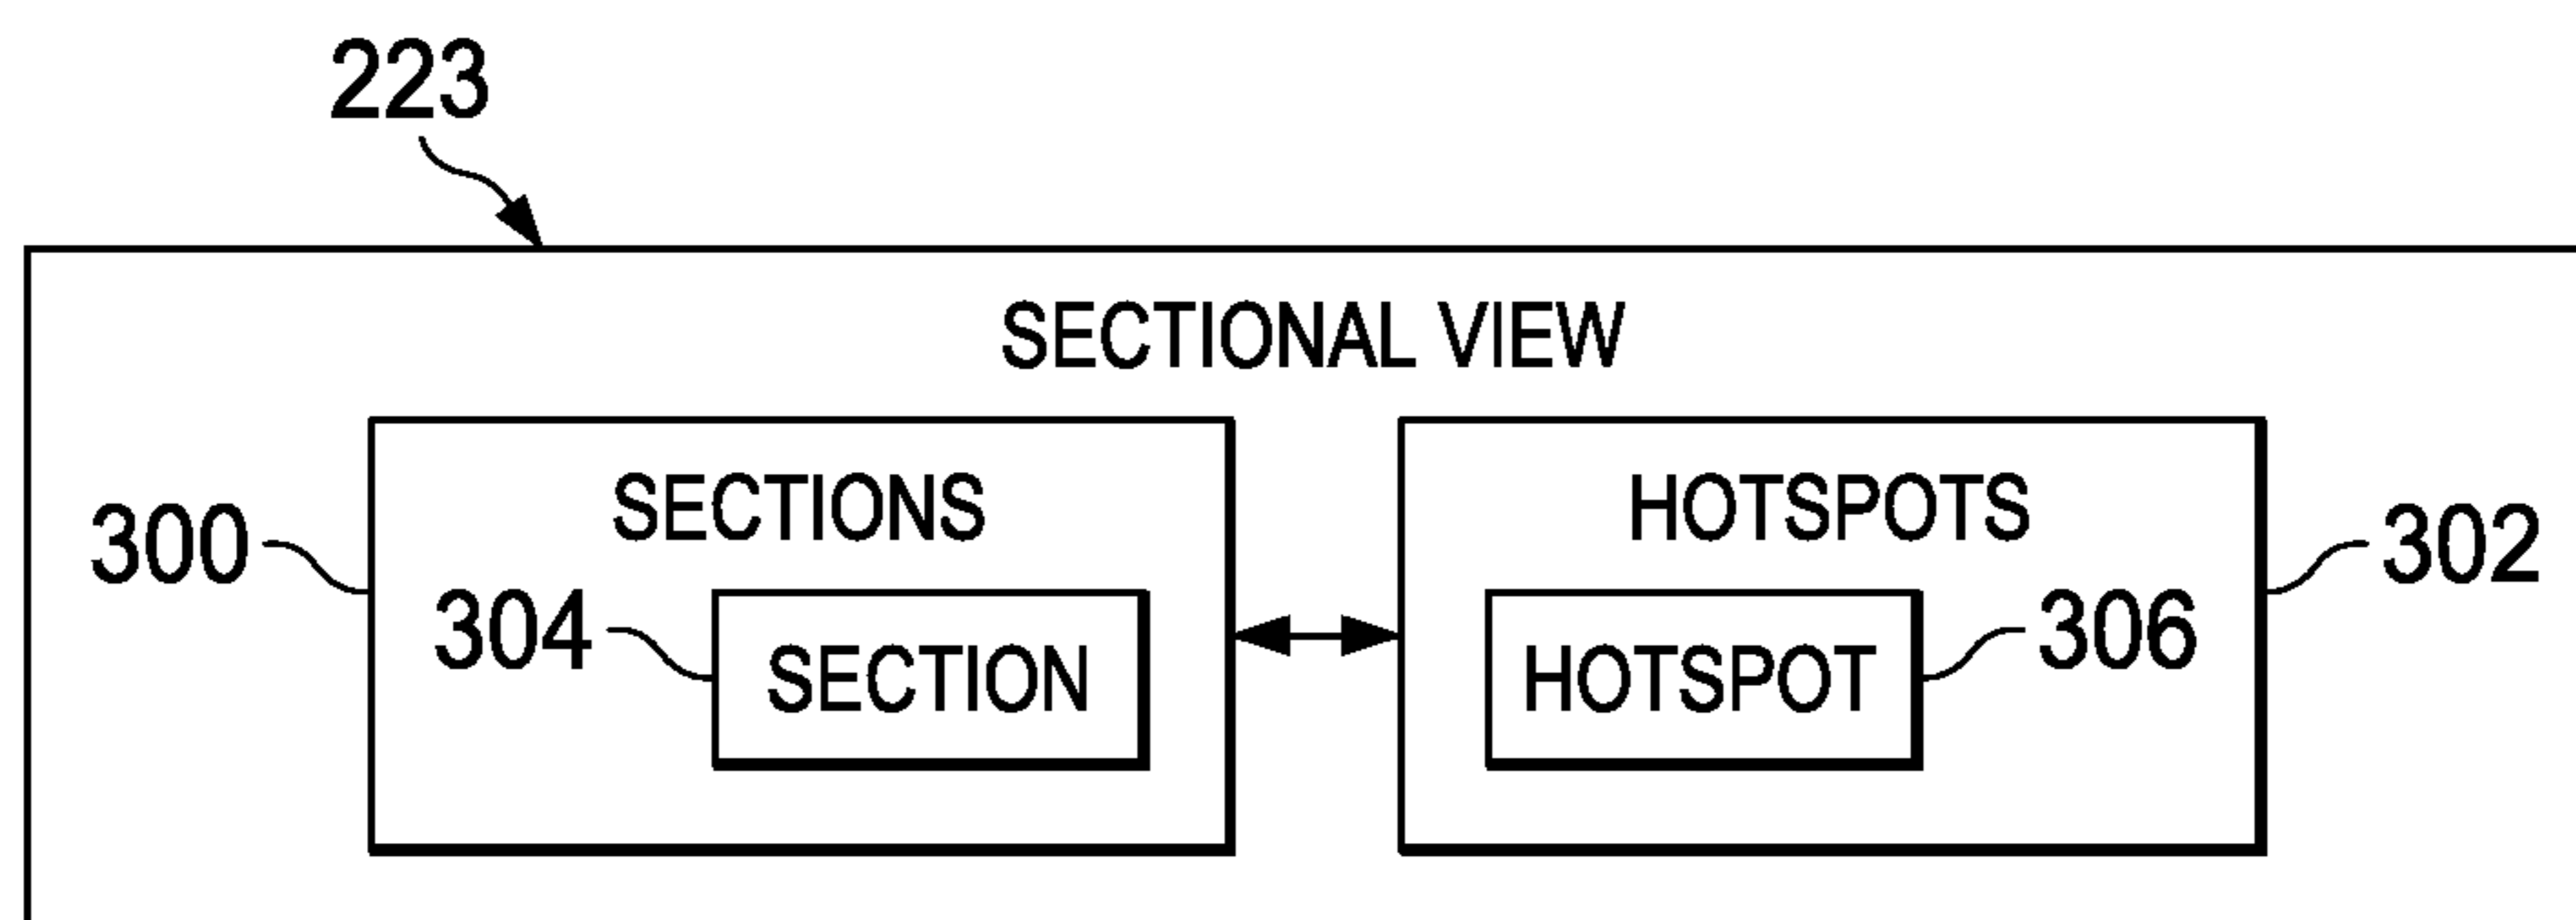 223
SECTIONAL VIEW
SECTIONS
HOTSPOTS
300
302
304
306
SECTION
HOTSPOT